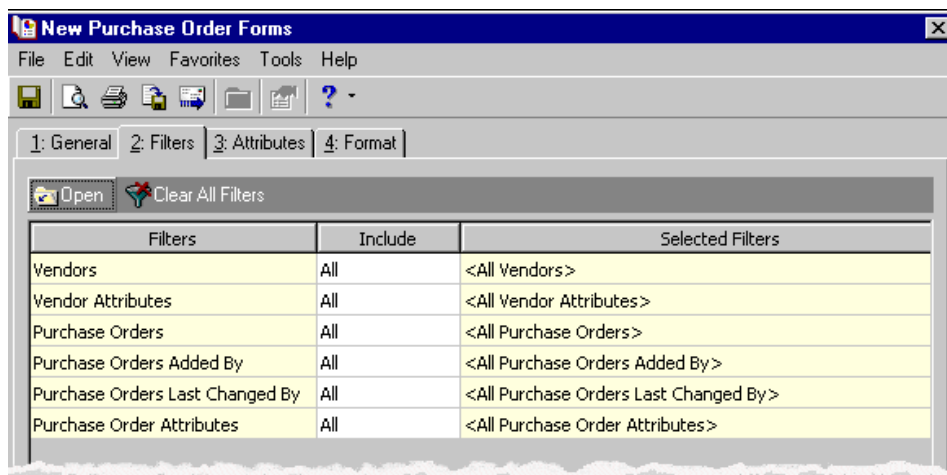 New Purchase Order Forms
File Edit View Favorites Tools Help
?
1: General 2: Filters 3: Attributes 4: Format
Open Clear All Filters
Filters Include Selected Filters
Vendors All <All Vendors>
Vendor Attributes All <All Vendor Attributes>
Purchase Orders All <All Purchase Orders>
Purchase Orders Added By All <All Purchase Orders Added By>
Purchase Orders Last Changed By All <All Purchase Orders Last Changed By>
Purchase Order Attributes All <All Purchase Order Attributes>